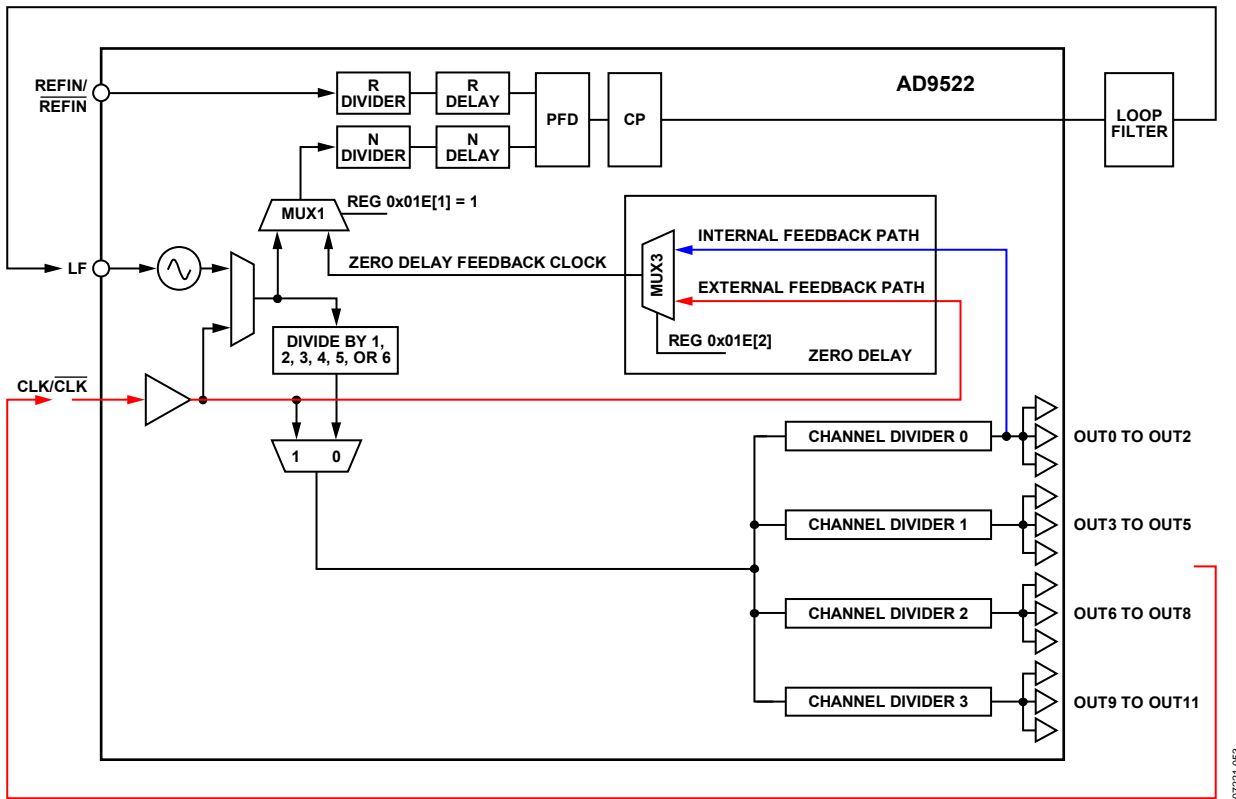 AD9522
REFIN/
REFIN
R
DIVIDER
R
DELAY
PFD
CP
LOOP
FILTER
N
DIVIDER
N
DELAY
MUX1
REG 0x01E[1] = 1
LF
ZERO DELAY FEEDBACK CLOCK
MUX3
INTERNAL FEEDBACK PATH
EXTERNAL FEEDBACK PATH
REG 0x01E[2]
ZERO DELAY
DIVIDE BY 1,
2, 3, 4, 5, OR 6
CLK/CLK
1 0
CHANNEL DIVIDER 0
OUT0 TO OUT2
CHANNEL DIVIDER 1
OUT3 TO OUT5
CHANNEL DIVIDER 2
OUT6 TO OUT8
CHANNEL DIVIDER 3
OUT9 TO OUT11